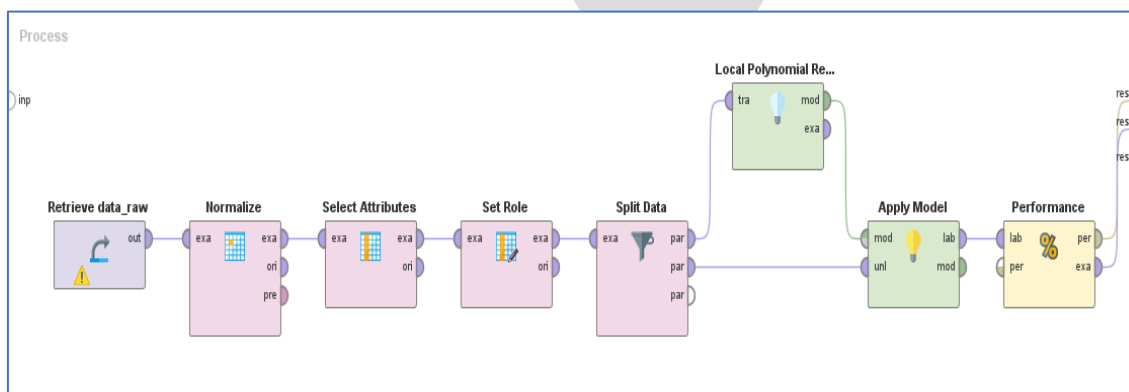 Process
inp
Local Polynomial Re...
tra mod
exa
res
res
res
Retrieve data_raw
out
Normalize
exa exa
ori
pre
Select Attributes
exa exa
ori
Set Role
exa exa
ori
Split Data
exa par
par
par
Apply Model
mod lab
unl mod
Performance
lab % per
per exa